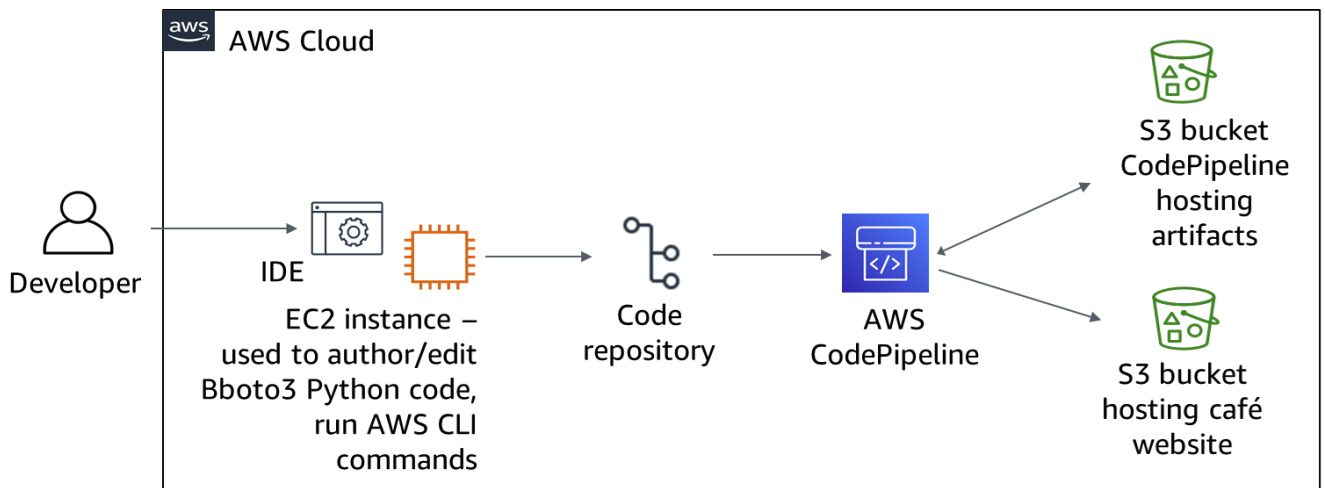 aws
AWS Cloud
S3 bucket
CodePipeline
hosting
artifacts
Developer
IDE
EC2 instance –
used to author/edit
Bboto3 Python code,
run AWS CLI
commands
Code
repository
</>
AWS
CodePipeline
S3 bucket
hosting café
website